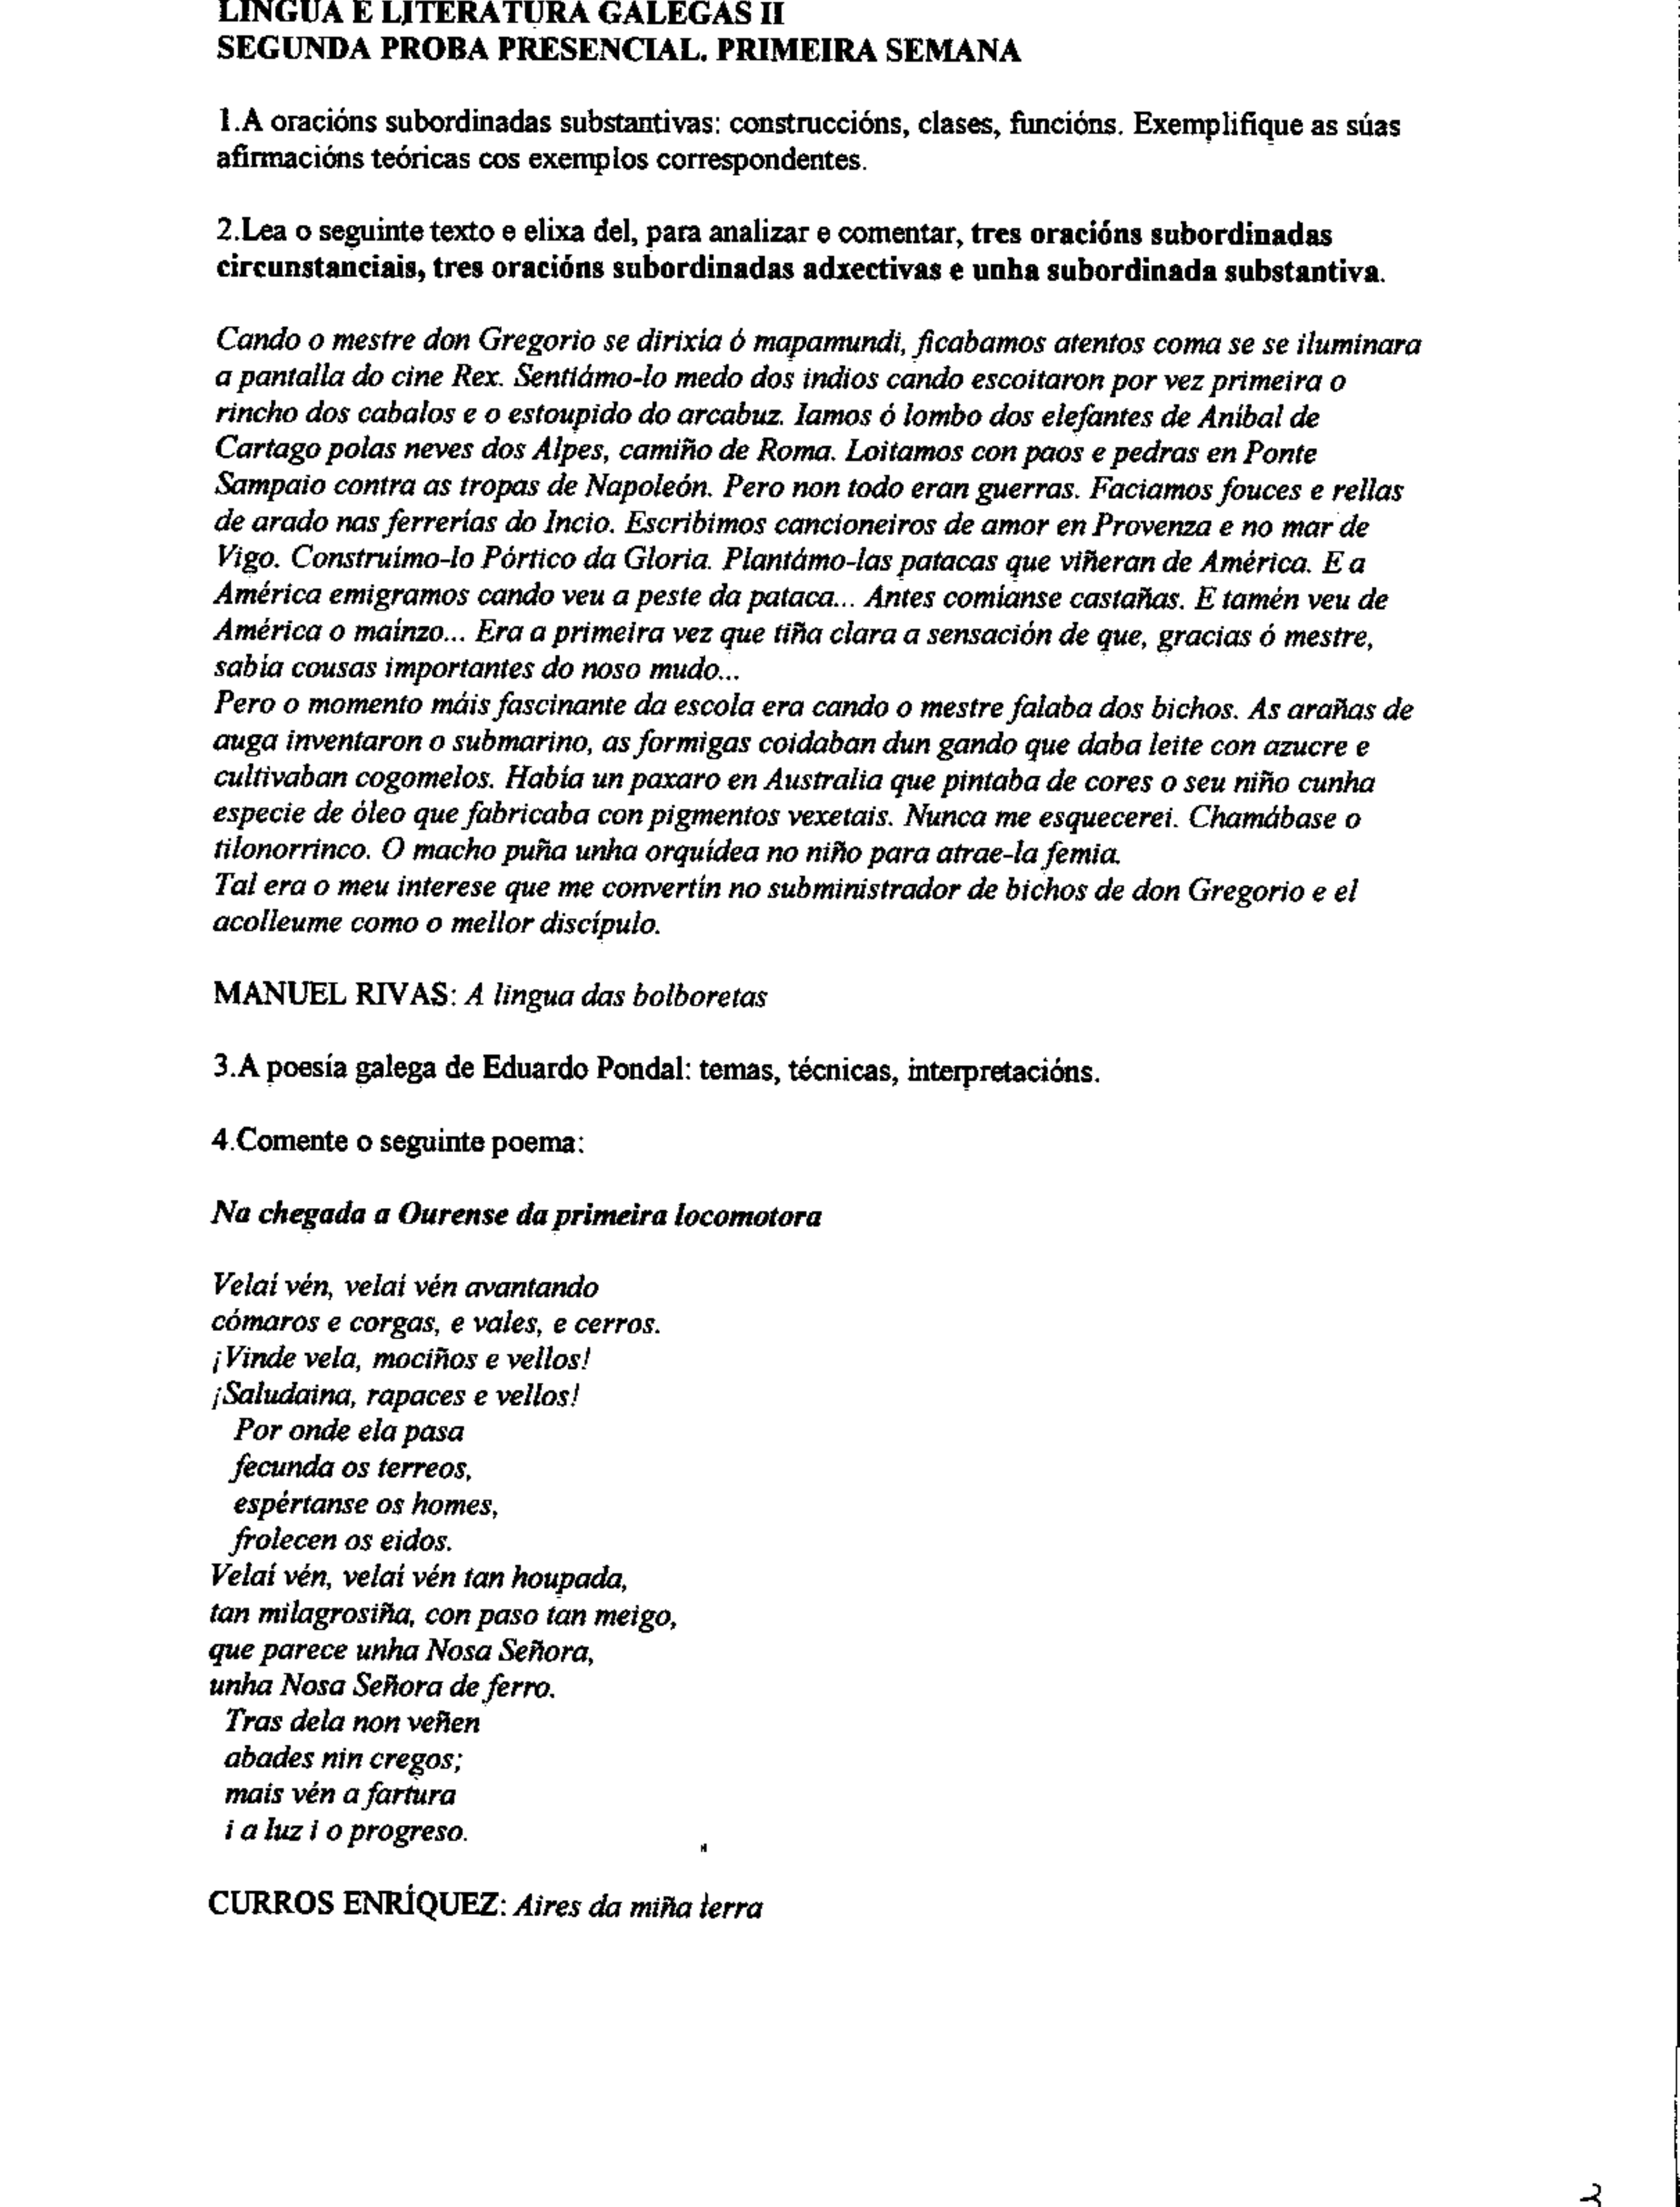 LINGUA E LITERATURA GALEGAS II
SEGUNDA PROBA PRESENCIAL. PRIMEIRA SEMANA
1.A oracións subordinadas substantivas: construccións, clases, funcións. Exemplifique as súas
afirmacións teóricas cos exemplos correspondentes.
2.Lea o seguinte texto e elixa del, para analizar e comentar, tres oracións subordinadas
circunstanciais, tres oracións subordinadas adxectivas e unha subordinada substantiva.
Cando o mestre don Gregorio se dirixía ó mapamundi, ficabamos atentos coma se se iluminara
a pantalla do cine Rex. Sentiámo-lo medo dos indios cando escoitaron por vez primeira o
rincho dos cabalos e o estoupido do arcabuz. Iamos ó lombo dos elefantes de Aníbal de
Cartago polas neves dos Alpes, camiño de Roma. Loitamos con paos e pedras en Ponte
Sampaio contra as tropas de Napoleón. Pero non todo eran guerras. Faciamos fouces e rellas
de arado nas ferrerías do Incio. Escribimos cancioneiros de amor en Provenza e no mar de
Vigo. Construímo-lo Pórtico da Gloria. Plantámo-las patacas que viñeran de América. E a
América emigramos cando veu a peste da pataca... Antes comíanse castañas. E tamén veu de
América o maínzo... Era a primeira vez que tiña clara a sensación de que, gracias ó mestre,
sabía cousas importantes do noso mudo...
Pero o momento máis fascinante da escola era cando o mestre falaba dos bichos. As arañas de
auga inventaron o submarino, as formigas coidaban dun gando que daba leite con azucre e
cultivaban cogomelos. Había un paxaro en Australia que pintaba de cores o seu niño cunha
especie de óleo que fabricaba con pigmentos vexetais. Nunca me esquecerei. Chamábase o
tilonorrinco. O macho puña unha orquídea no niño para atrae-la femia.
Tal era o meu interese que me convertín no subministrador de bichos de don Gregorio e el
acolleume como o mellor discípulo.
MANUEL RIVAS: A lingua das bolboretas
3.A poesía galega de Eduardo Pondal: temas, técnicas, interpretacións.
4.Comente o seguinte poema:
Na chegada a Ourense da primeira locomotora
Velaí vén, velaí vén avantando
cómaros e corgas, e vales, e cerros.
¡Vinde vela, mociños e vellos!
¡Saludaina, rapaces e vellos!
Por onde ela pasa
fecunda os terreos,
espértanse os homes,
frolecen os eidos.
Velaí vén, velaí vén tan houpada,
tan milagrosiña, con paso tan meigo,
que parece unha Nosa Señora,
unha Nosa Señora de ferro.
Tras dela non veñen
abades nin cregos;
mais vén a fartura
i a luz i o progreso.
CURROS ENRÍQUEZ: Aires da miña terra